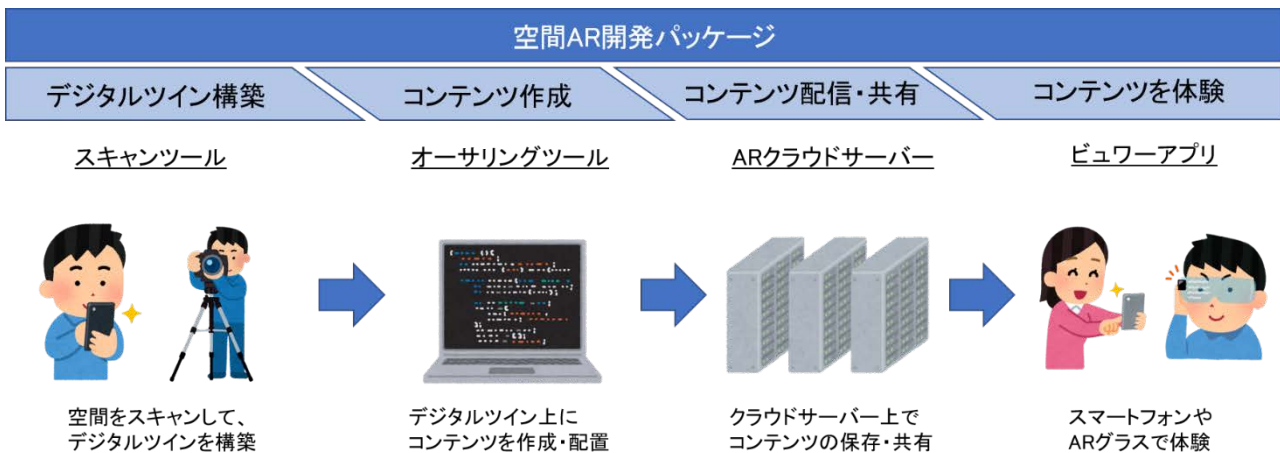 空間AR開発パッケージ
デジタルツイン構築
コンテンツ作成
コンテンツ配信・共有
コンテンツを体験
スキャンツール
オーサリングツール
ARクラウドサーバー
ビュワーアプリ
空間をスキャンして、
デジタルツインを構築
デジタルツイン上に
コンテンツを作成・配置
クラウドサーバー上で
コンテンツの保存・共有
スマートフォンや
ARグラスで体験